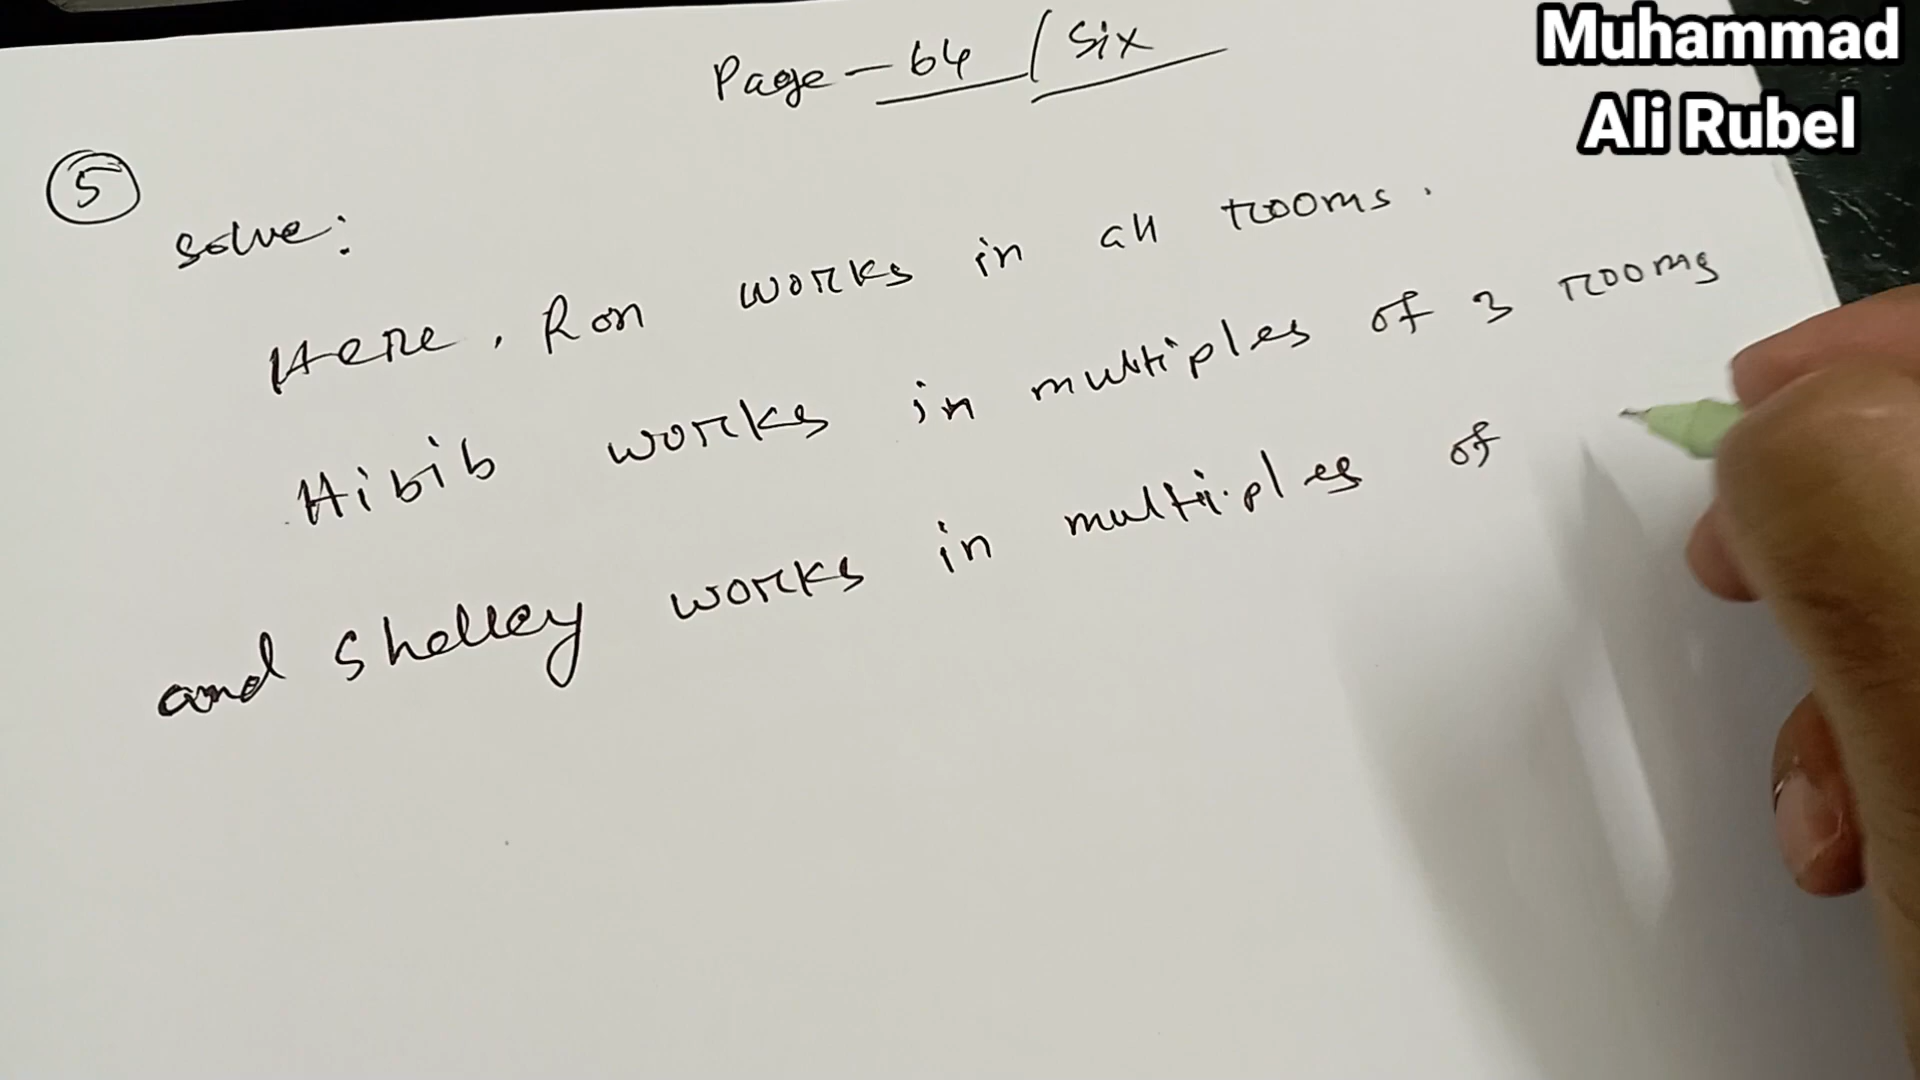 Muhammad
Ali Rubel
Page - 64 / Six
5
Solve:
Here, Ron works in all rooms.
Hibib works in multiples of 3 rooms
and Shelley works in multiples of